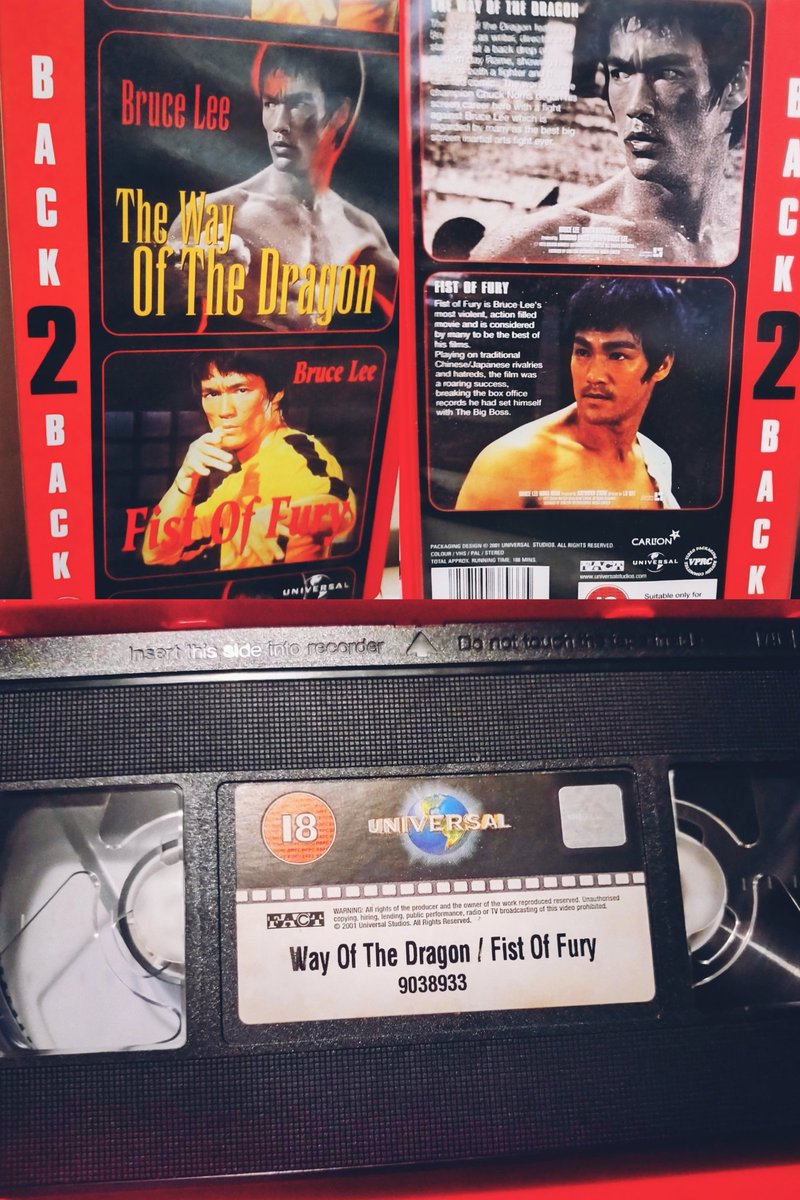 BACK 2 BACK
Bruce Lee
The Way
Of The Dragon
Bruce Lee
Fist Of Fury
UNIVERSAL
THE WAY OF THE DRAGON
champion Chuck Norris
screen career here with a fight
against Bruce Lee which is
regarded by many as the best big
screen martial arts fight ever.
FIST OF FURY
Fist of Fury is Bruce Lee's
most violent, action filled
movie and is considered
by many to be the best of
his films.
Playing on traditional
Chinese/Japanese rivalries
and hatreds, the film was
a roaring success,
breaking the box office
records he had set himself
with The Big Boss.
PACKAGING DESIGN © 2001 UNIVERSAL STUDIOS. ALL RIGHTS RESERVED.
COLOUR / VHS / PAL / STEREO
TOTAL APPROX. RUNNING TIME: 188 MINS.
CARLTON
FACT
UNIVERSAL
VPRC
www.universalstudios.com
18
Suitable only for
BACK 2 BACK
Insert this side into recorder
Do not touch the tape inside
18
UNIVERSAL
FACT
WARNING: All rights of the producer and the owner of the work reproduced reserved. Unauthorised
copying, hiring, lending, public performance, radio or TV broadcasting of this video prohibited.
© 2001 Universal Studios. All Rights Reserved.
Way Of The Dragon / Fist Of Fury
9038933